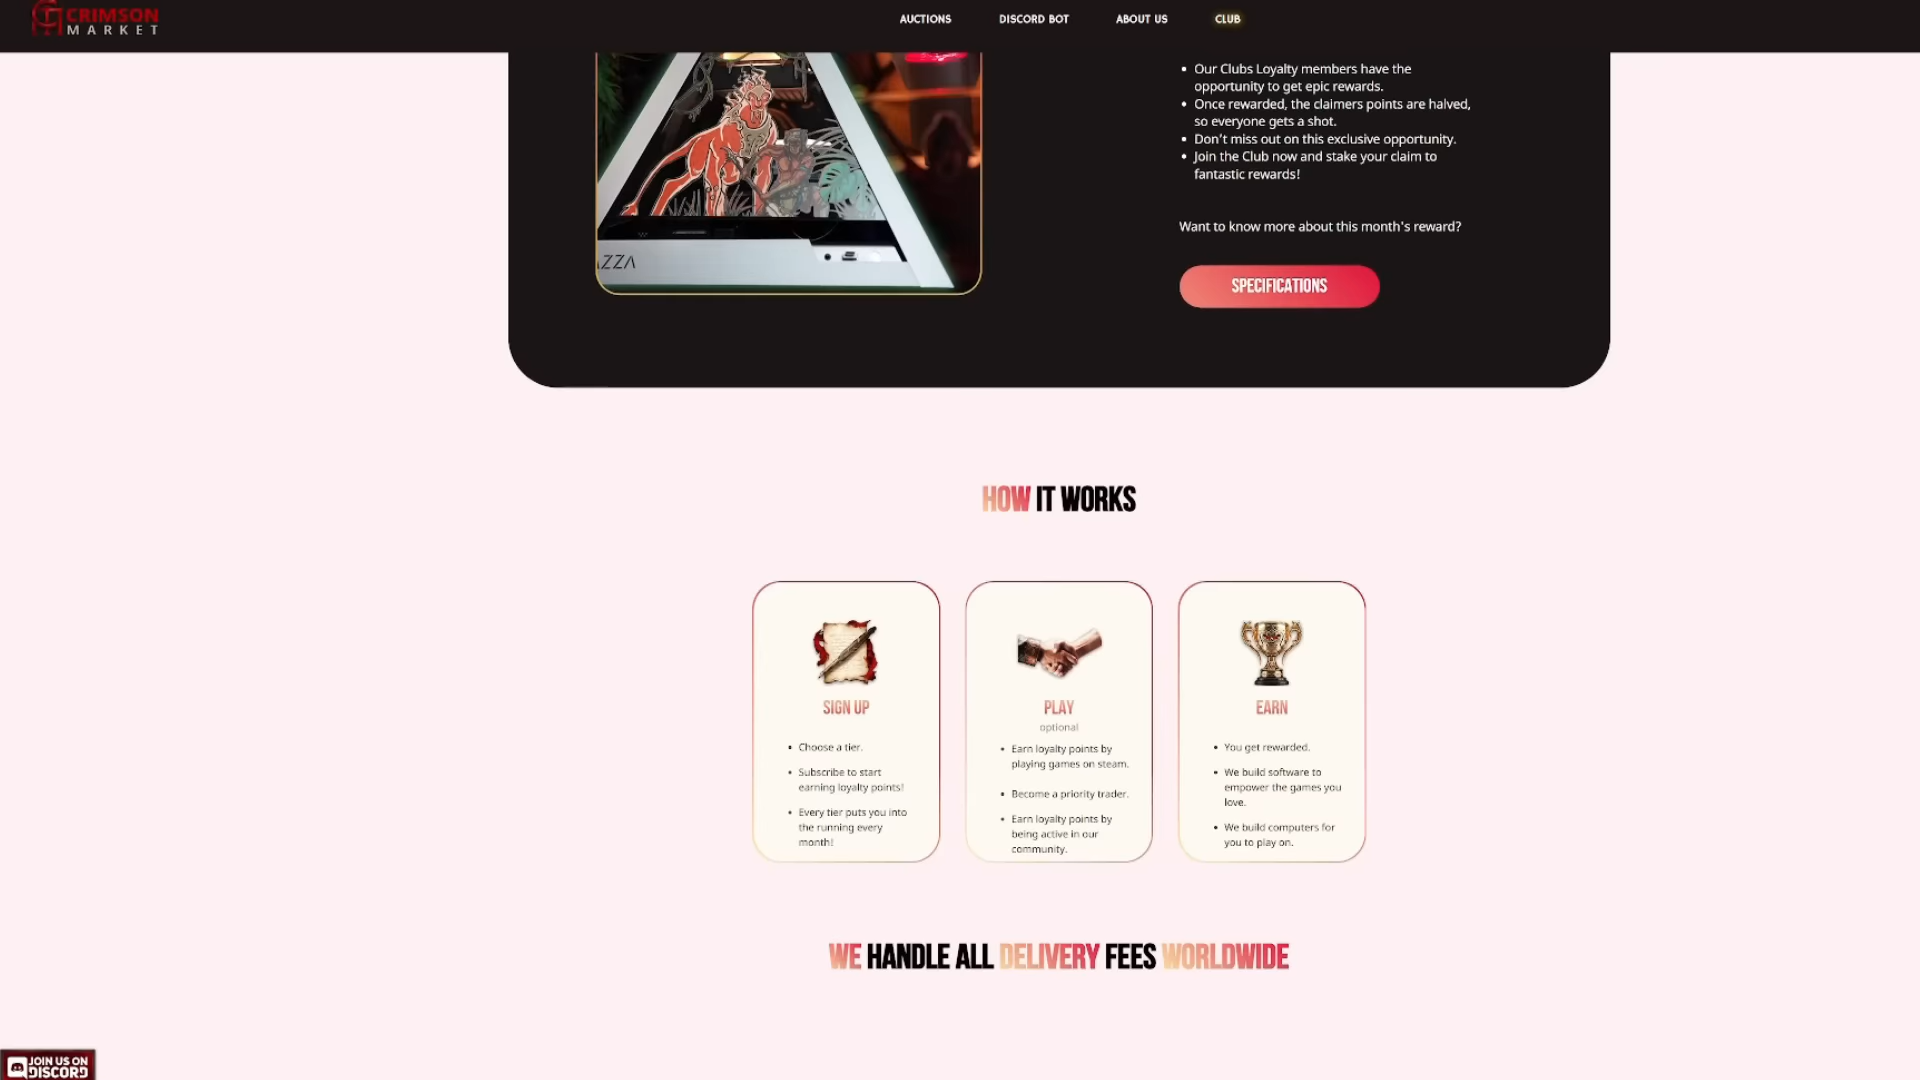 CRIMSON
MARKET
AUCTIONS
DISCORD BOT
ABOUT US
CLUB
• Our Clubs Loyalty members have the
opportunity to get epic rewards.
• Once rewarded, the claimers points are halved,
so everyone gets a shot.
• Don't miss out on this exclusive opportunity.
• Join the Club now and stake your claim to
fantastic rewards!
Want to know more about this month's reward?
SPECIFICATIONS
HOW IT WORKS
SIGN UP
• Choose a tier.
• Subscribe to start
earning loyalty points!
• Every tier puts you into
the running every
month!
PLAY
optional
• Earn loyalty points by
playing games on steam.
• Become a priority trader.
• Earn loyalty points by
being active in our
community.
EARN
• You get rewarded.
• We build software to
empower the games you
love.
• We build computers for
you to play on.
WE HANDLE ALL DELIVERY FEES WORLDWIDE
JOIN US ON
DISCORD